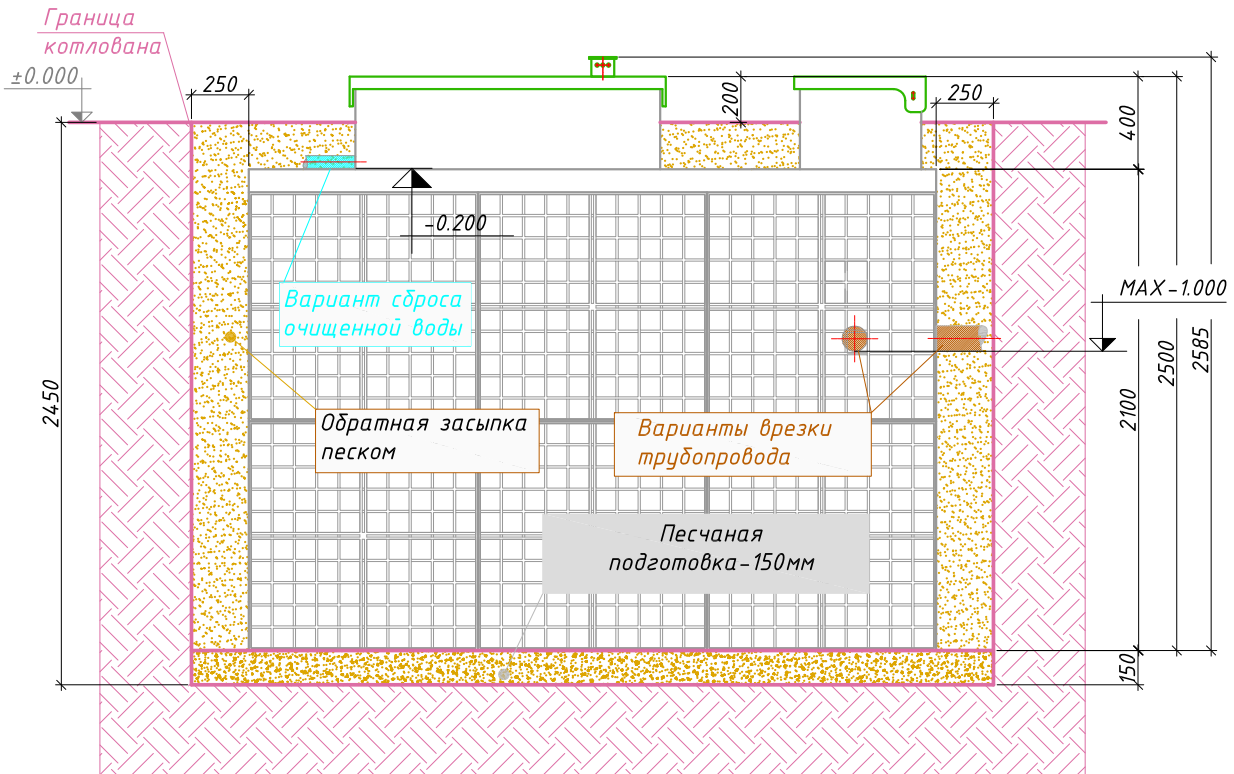 Граница
котлована
±0.000
250
200
250
400
-0.200
Вариант сброса
очищенной воды
MAX-1.000
2450
2100
2500
2585
Обратная засыпка
песком
Варианты врезки
трубопровода
Песчаная
подготовка-150мм
150